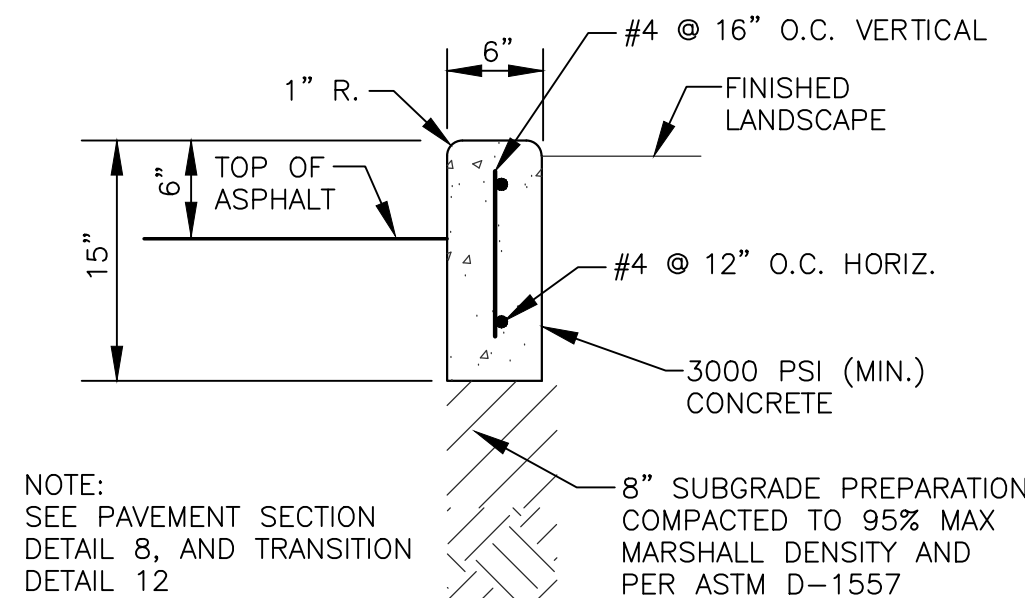 #4 @ 16" O.C. VERTICAL
6"
1" R.
FINISHED
LANDSCAPE
TOP OF
ASPHALT
6"
15"
#4 @ 12" O.C. HORIZ.
3000 PSI (MIN.)
CONCRETE
NOTE:
SEE PAVEMENT SECTION
DETAIL 8, AND TRANSITION
DETAIL 12
8" SUBGRADE PREPARATION
COMPACTED TO 95% MAX
MARSHALL DENSITY AND
PER ASTM D-1557